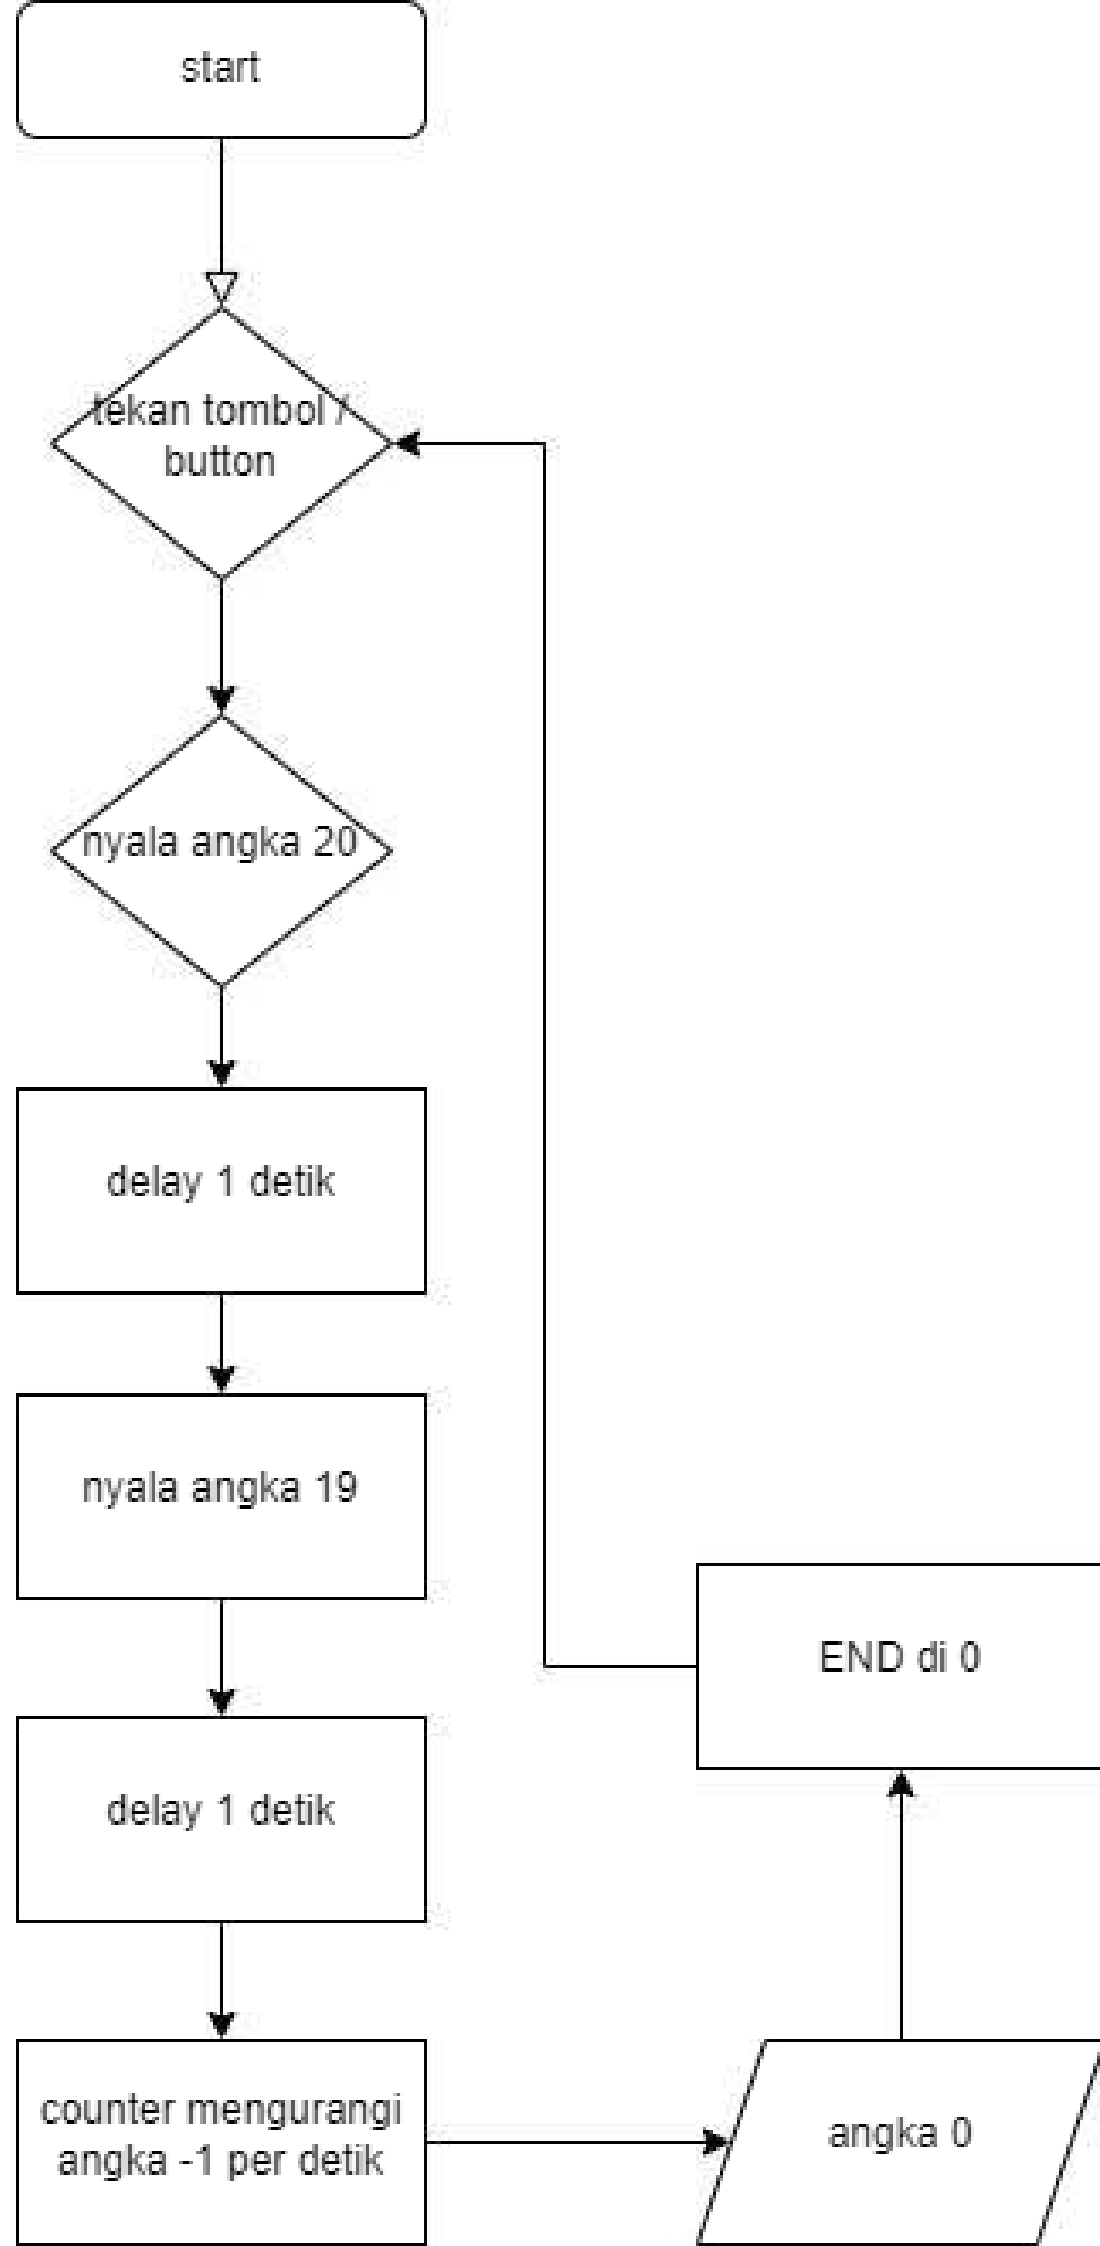 start
tekan tombol /
button
nyala angka 20
delay 1 detik
nyala angka 19
delay 1 detik
counter mengurangi
angka -1 per detik
angka 0
END di 0